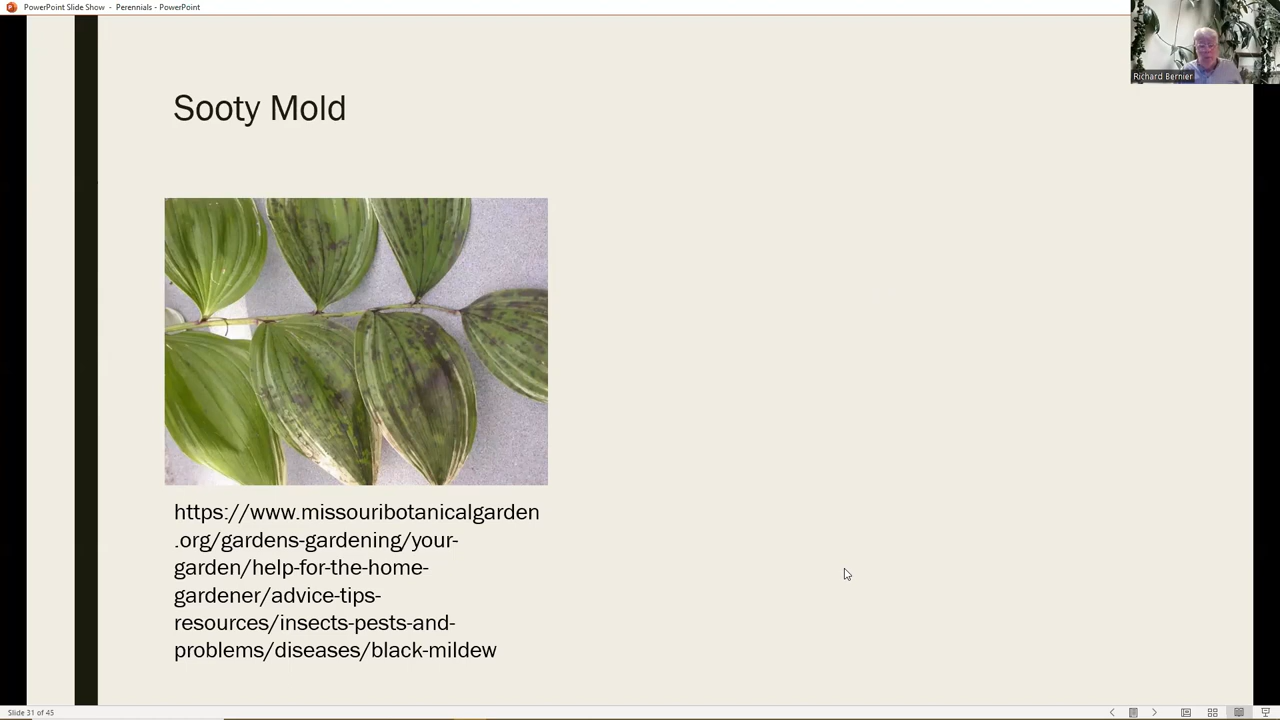 PowerPoint Slide Show - Perennials - PowerPoint
Richard Bernier
Sooty Mold
https://www.missouribotanicalgarden
.org/gardens-gardening/your-
garden/help-for-the-home-
gardener/advice-tips-
resources/insects-pests-and-
problems/diseases/black-mildew
Slide 31 of 45